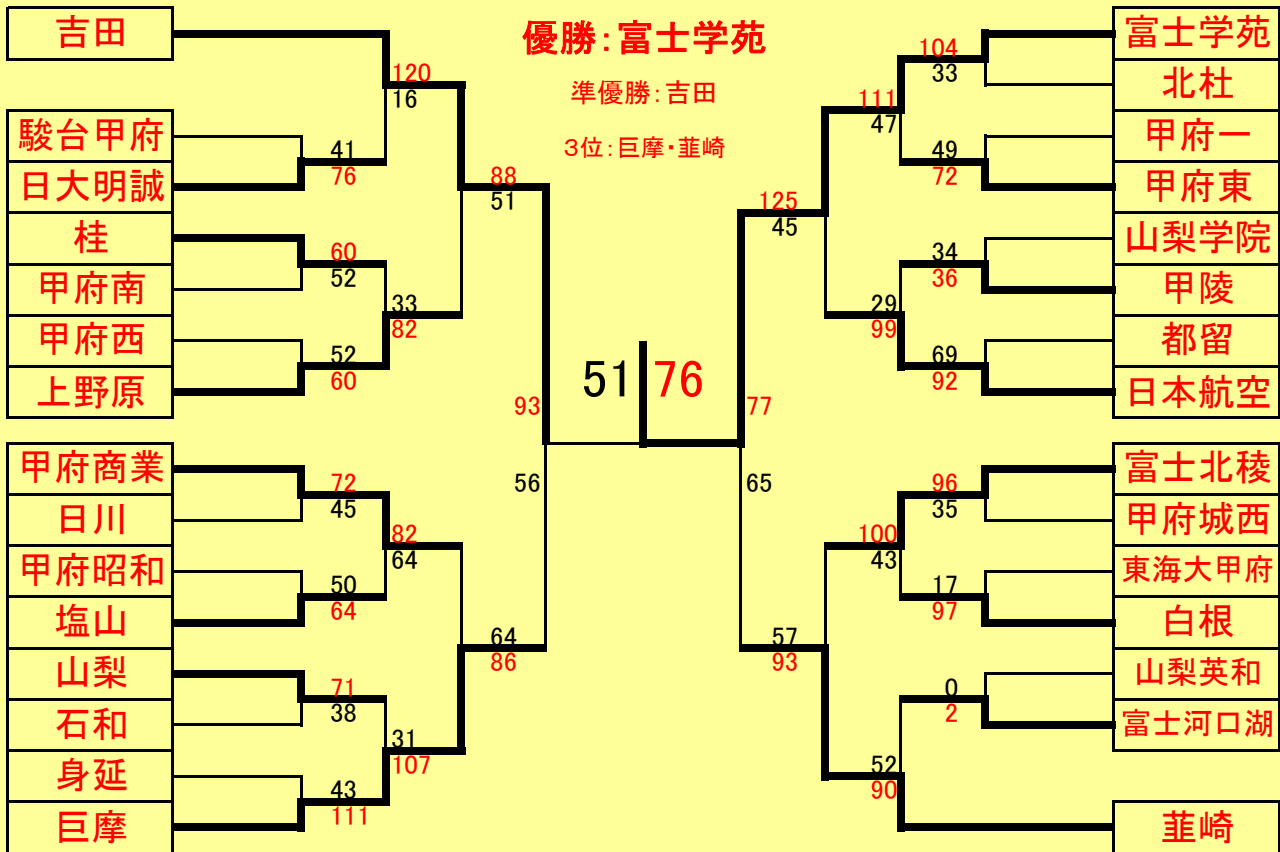 優勝：富士学苑
準優勝：吉田
3位：巨摩・韮崎
吉田
駿台甲府
日大明誠
桂
甲府南
甲府西
上野原
甲府商業
日川
甲府昭和
塩山
山梨
石和
身延
巨摩
120
16
41
76
60
52
33
82
52
60
88
51
93
56
72
45
82
64
50
64
64
86
71
38
31
107
43
111
51 76
富士学苑
北杜
甲府一
甲府東
山梨学院
甲陵
都留
日本航空
富士北稜
甲府城西
東海大甲府
白根
山梨英和
富士河口湖
韮崎
104
33
111
47
49
72
125
45
34
36
29
99
69
92
77
65
96
35
100
43
17
97
57
93
0
2
52
90